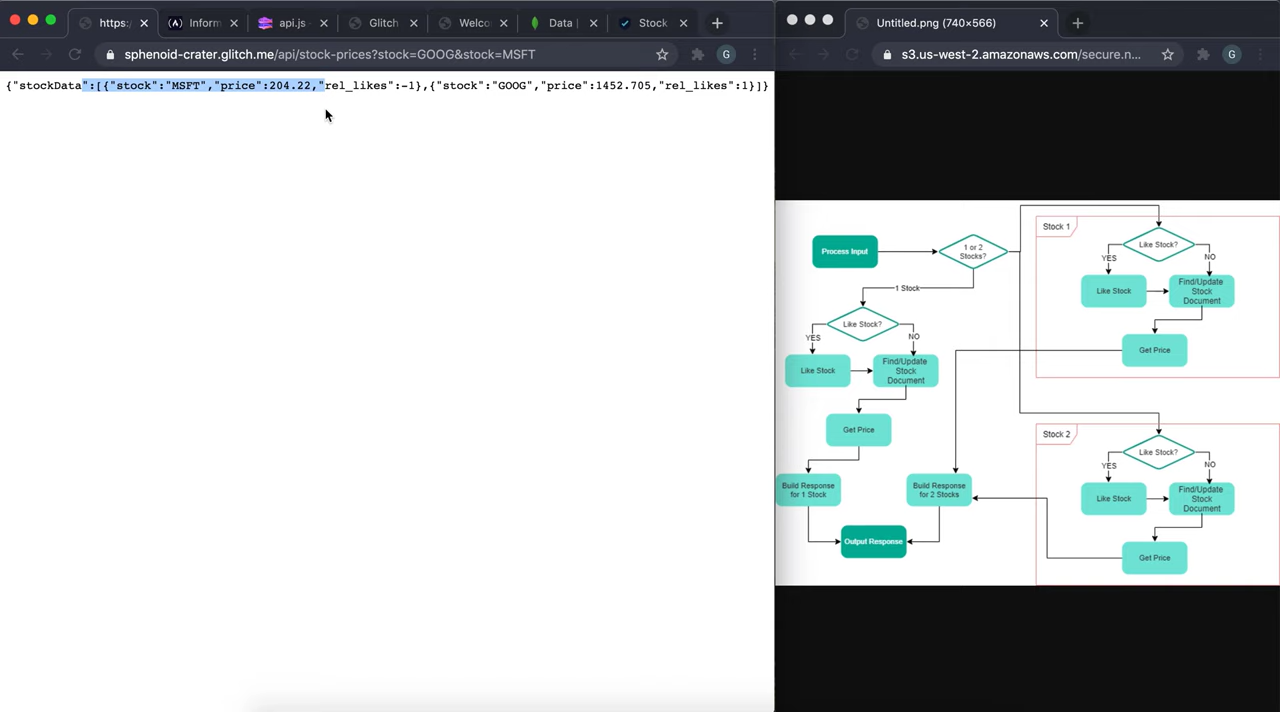 https:/
Inform
api.js -
Glitch
Welco
Data |
Stock
sphenoid-crater.glitch.me/api/stock-prices?stock=GOOG&stock=MSFT
G
{"stockData":[{"stock":"MSFT","price":204.22,"rel_likes":-1},{"stock":"GOOG","price":1452.705,"rel_likes":1}]}
Untitled.png (740×566)
s3.us-west-2.amazonaws.com/secure.n...
G
Process Input
1 or 2
Stocks?
1 Stock
Like Stock?
YES
NO
Like Stock
Find/Update
Stock
Document
Get Price
Build Response
for 1 Stock
Build Response
for 2 Stocks
Output Response
Stock 1
Like Stock?
YES
NO
Like Stock
Find/Update
Stock
Document
Get Price
Stock 2
Like Stock?
YES
NO
Like Stock
Find/Update
Stock
Document
Get Price